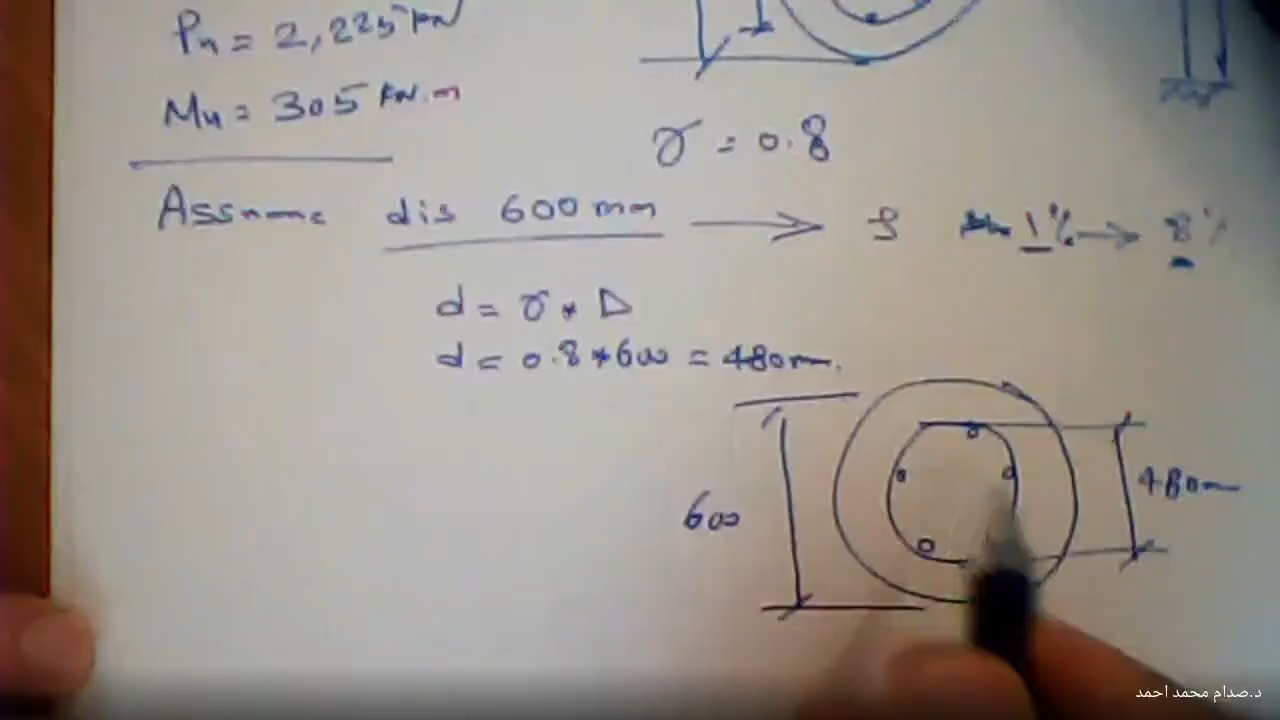 Pu = 2,225 kN
Mu = 305 kN.m
γ = 0.8
Assume dia 600 mm → 1% → 8%
d = γ * D
d = 0.8 * 600 = 480 mm.
600
480 mm
د.صدام محمد احمد